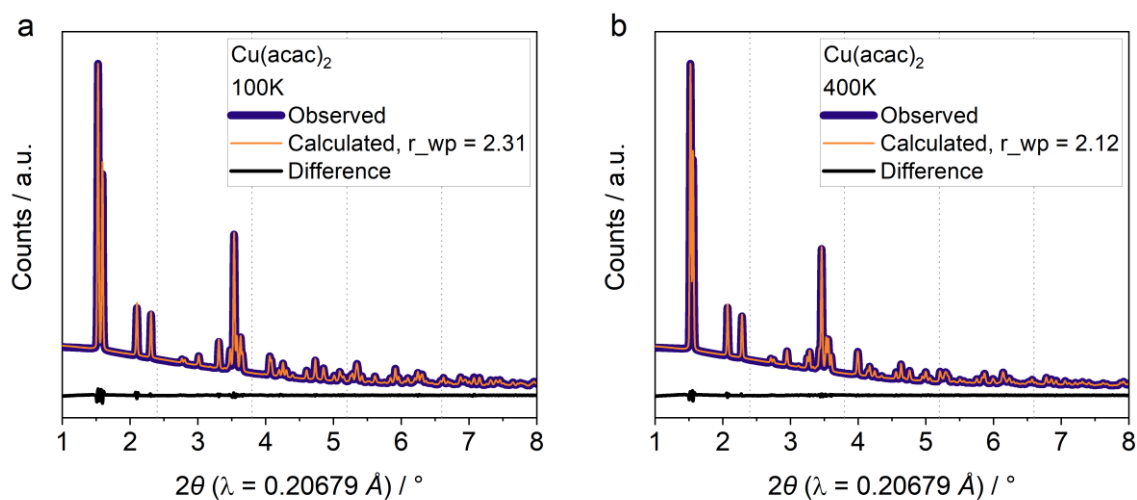 a
Cu(acac)₂
100K
Observed
Calculated, r_wp = 2.31
Difference
Counts / a.u.
1 2 3 4 5 6 7 8
2θ (λ = 0.20679 Å) / °
b
Cu(acac)₂
400K
Observed
Calculated, r_wp = 2.12
Difference
Counts / a.u.
1 2 3 4 5 6 7 8
2θ (λ = 0.20679 Å) / °